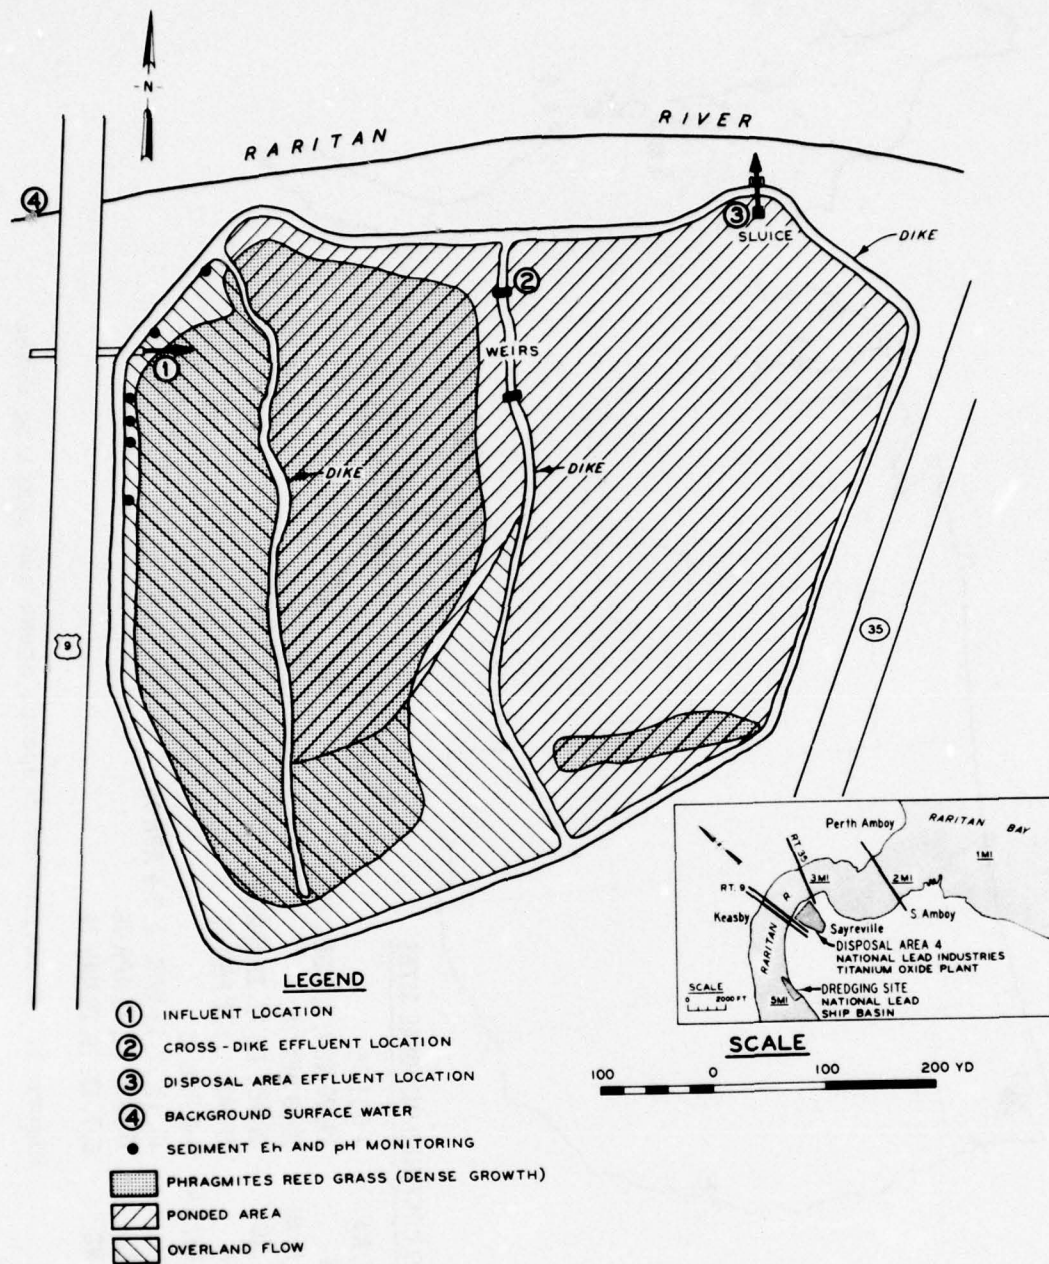 N
RARITAN RIVER
4
3
SLUICE
DIKE
2
WEIRS
1
DIKE
DIKE
9
35
Perth Amboy
RARITAN BAY
RT. 35
1MI
3MI
2MI
RT. 9
R
Keasby
S Amboy
Sayreville
RARITAN
DISPOSAL AREA 4
NATIONAL LEAD INDUSTRIES
TITANIUM OXIDE PLANT
SCALE
0 2000 FT
5MI
DREDGING SITE
NATIONAL LEAD
SHIP BASIN
LEGEND
1 INFLUENT LOCATION
2 CROSS-DIKE EFFLUENT LOCATION
3 DISPOSAL AREA EFFLUENT LOCATION
4 BACKGROUND SURFACE WATER
SEDIMENT Eh AND pH MONITORING
PHRAGMITES REED GRASS (DENSE GROWTH)
PONDED AREA
OVERLAND FLOW
SCALE
100 0 100 200 YD